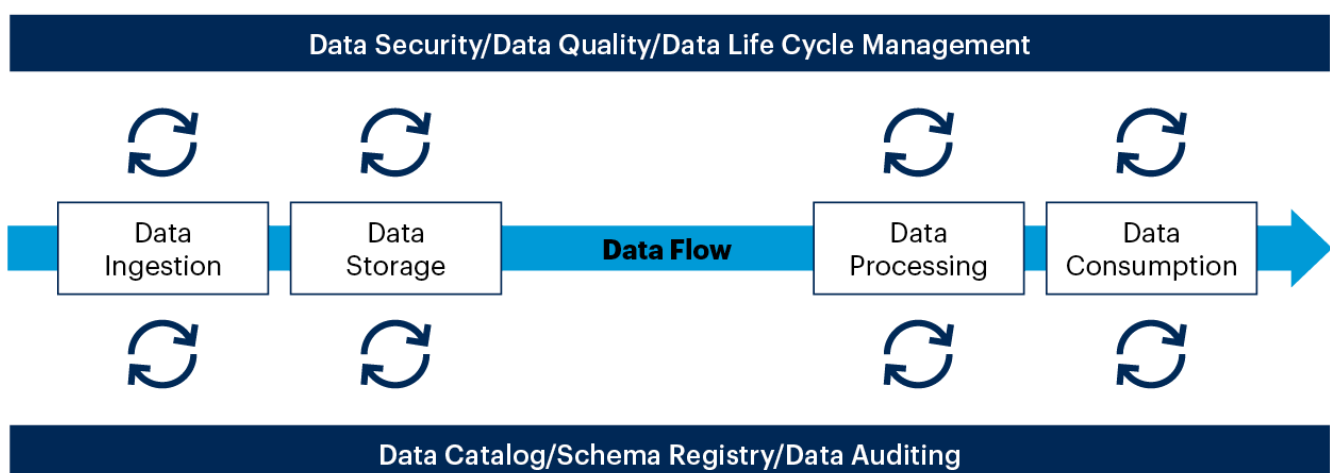 Data Security/Data Quality/Data Life Cycle Management
Data
Ingestion
Data
Storage
Data Flow
Data
Processing
Data
Consumption
Data Catalog/Schema Registry/Data Auditing